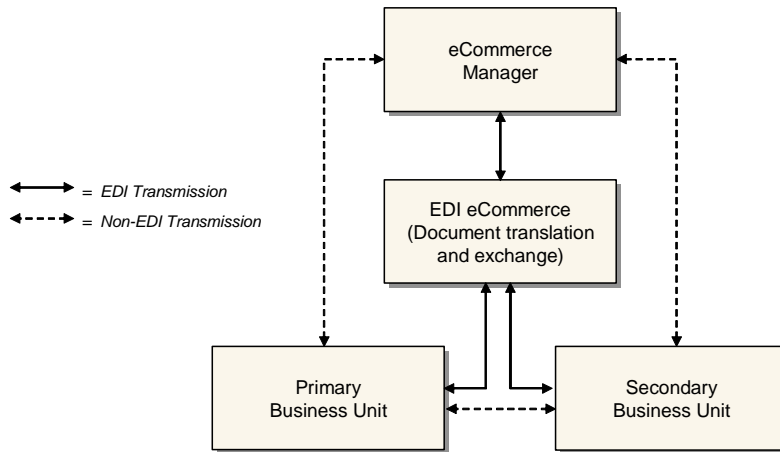 eCommerce
Manager
= EDI Transmission
= Non-EDI Transmission
EDI eCommerce
(Document translation
and exchange)
Primary
Business Unit
Secondary
Business Unit